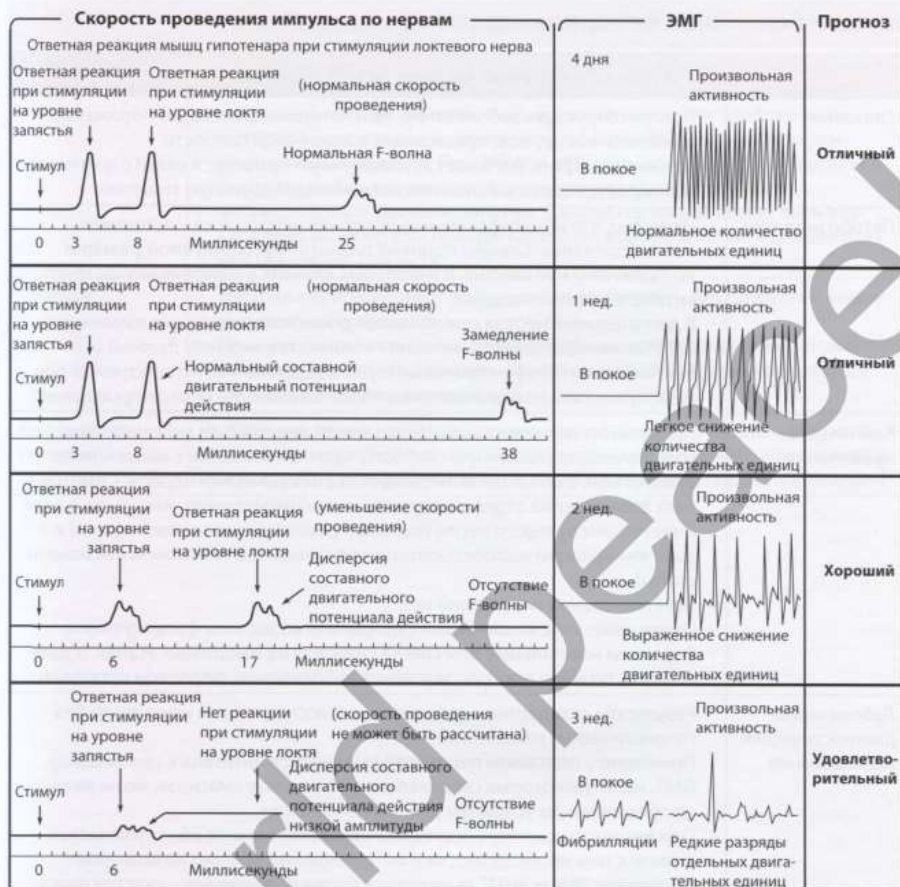 Скорость проведения импульса по нервам
ЭМГ
Прогноз
Ответная реакция мышц гипотенара при стимуляции локтевого нерва
Ответная реакция
при стимуляции
на уровне
запястья
Ответная реакция
при стимуляции
на уровне локтя
(нормальная скорость
проведения)
Нормальная F-волна
Стимул
0 3 8 Миллисекунды 25
4 дня
Произвольная
активность
В покое
Нормальное количество
двигательных единиц
Отличный
Ответная реакция
при стимуляции
на уровне
запястья
Ответная реакция
при стимуляции
на уровне локтя
(нормальная скорость
проведения)
Замедление
F-волны
Стимул
Нормальный составной
двигательный потенциал
действия
0 3 8 Миллисекунды 38
1 нед.
Произвольная
активность
В покое
Легкое снижение
количества
двигательных единиц
Отличный
Ответная реакция
при стимуляции
на уровне
запястья
Ответная реакция
при стимуляции
на уровне локтя
(уменьшение скорости
проведения)
Дисперсия
составного
двигательного
потенциала действия
Отсутствие
F-волны
Стимул
0 6 17 Миллисекунды
2 нед.
Произвольная
активность
В покое
Выраженное снижение
количества
двигательных единиц
Хороший
Ответная реакция
при стимуляции
на уровне
запястья
Нет реакции
при стимуляции
на уровне локтя
(скорость проведения
не может быть рассчитана)
Дисперсия составного
двигательного
потенциала действия
низкой амплитуды
Отсутствие
F-волны
Стимул
0 6 Миллисекунды
3 нед.
Произвольная
активность
В покое
Фибрилляции
Редкие разряды
отдельных двига-
тельных единиц
Удовлетво-
рительный
rld peace